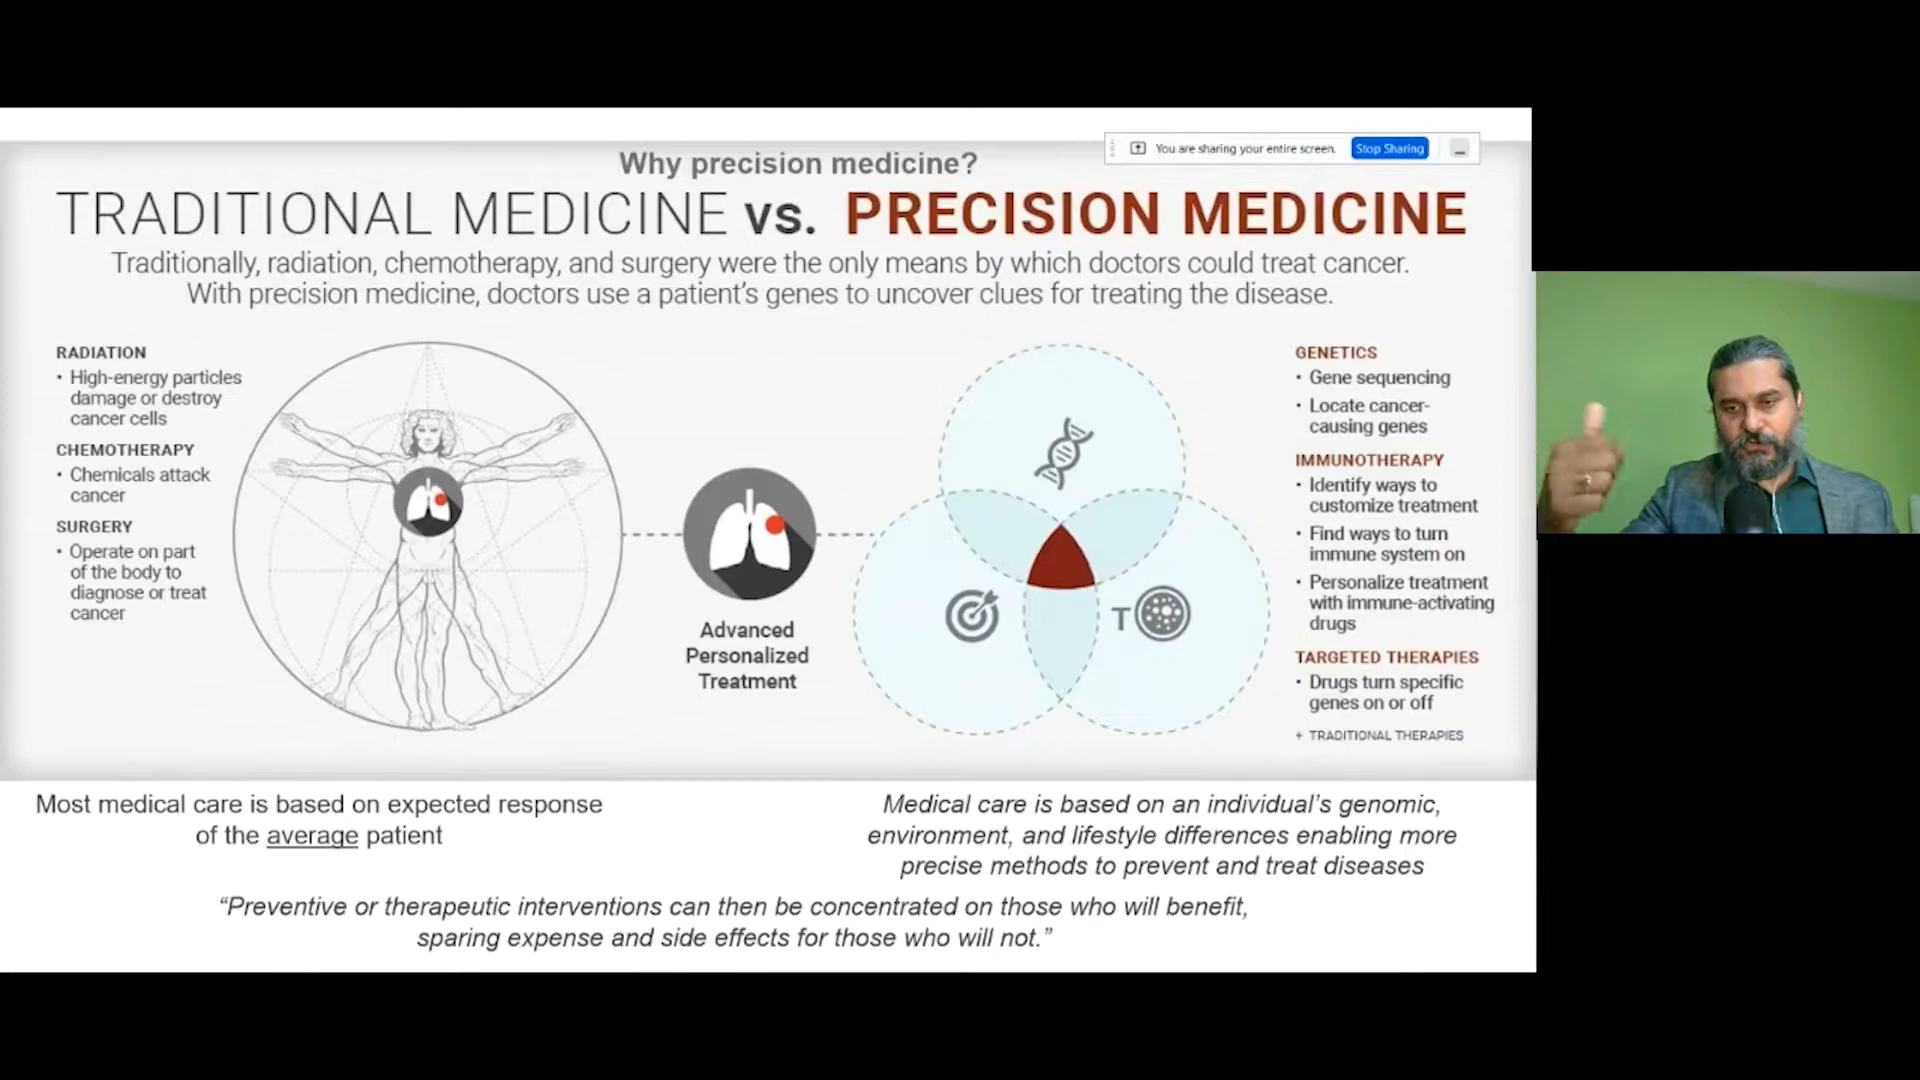 You are sharing your entire screen. Stop Sharing
Why precision medicine?
TRADITIONAL MEDICINE vs. PRECISION MEDICINE
Traditionally, radiation, chemotherapy, and surgery were the only means by which doctors could treat cancer.
With precision medicine, doctors use a patient's genes to uncover clues for treating the disease.
RADIATION
• High-energy particles
damage or destroy
cancer cells
CHEMOTHERAPY
• Chemicals attack
cancer
SURGERY
• Operate on part
of the body to
diagnose or treat
cancer
Advanced
Personalized
Treatment
T
GENETICS
• Gene sequencing
• Locate cancer-
causing genes
IMMUNOTHERAPY
• Identify ways to
customize treatment
• Find ways to turn
immune system on
• Personalize treatment
with immune-activating
drugs
TARGETED THERAPIES
• Drugs turn specific
genes on or off
+ TRADITIONAL THERAPIES
Most medical care is based on expected response
of the average patient
Medical care is based on an individual's genomic,
environment, and lifestyle differences enabling more
precise methods to prevent and treat diseases
“Preventive or therapeutic interventions can then be concentrated on those who will benefit,
sparing expense and side effects for those who will not.”